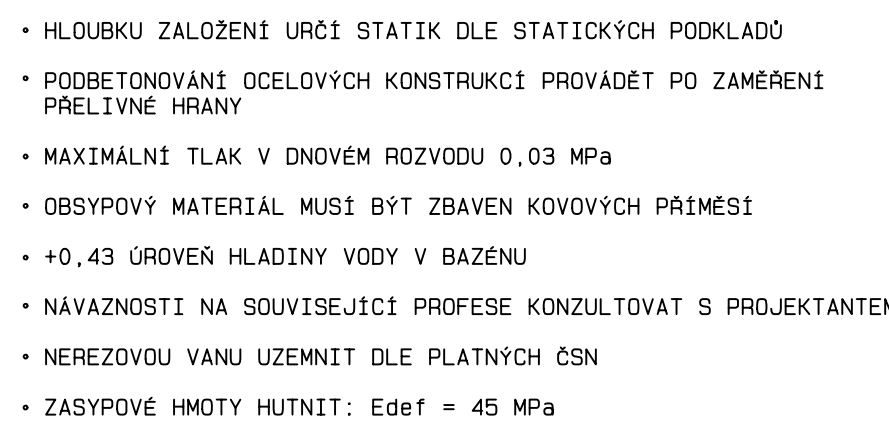 ° HLOUBKU ZALOŽENÍ URČÍ STATIK DLE STATICKÝCH PODKLADŮ
° PODBETONOVÁNÍ OCELOVÝCH KONSTRUKCÍ PROVÁDĚT PO ZAMĚŘENÍ
PŘELIVNÉ HRANY
° MAXIMÁLNÍ TLAK V DNOVÉM ROZVODU 0,03 MPa
° OBSYPOVÝ MATERIÁL MUSÍ BÝT ZBAVEN KOVOVÝCH PŘÍMĚSÍ
° +0,43 ÚROVEŇ HLADINY VODY V BAZÉNU
° NÁVAZNOSTI NA SOUVISEJÍCÍ PROFESE KONZULTOVAT S PROJEKTANTEM
° NEREZOVOU VANU UZEMNIT DLE PLATNÝCH ČSN
° ZASYPOVÉ HMOTY HUTNIT: Edef = 45 MPa